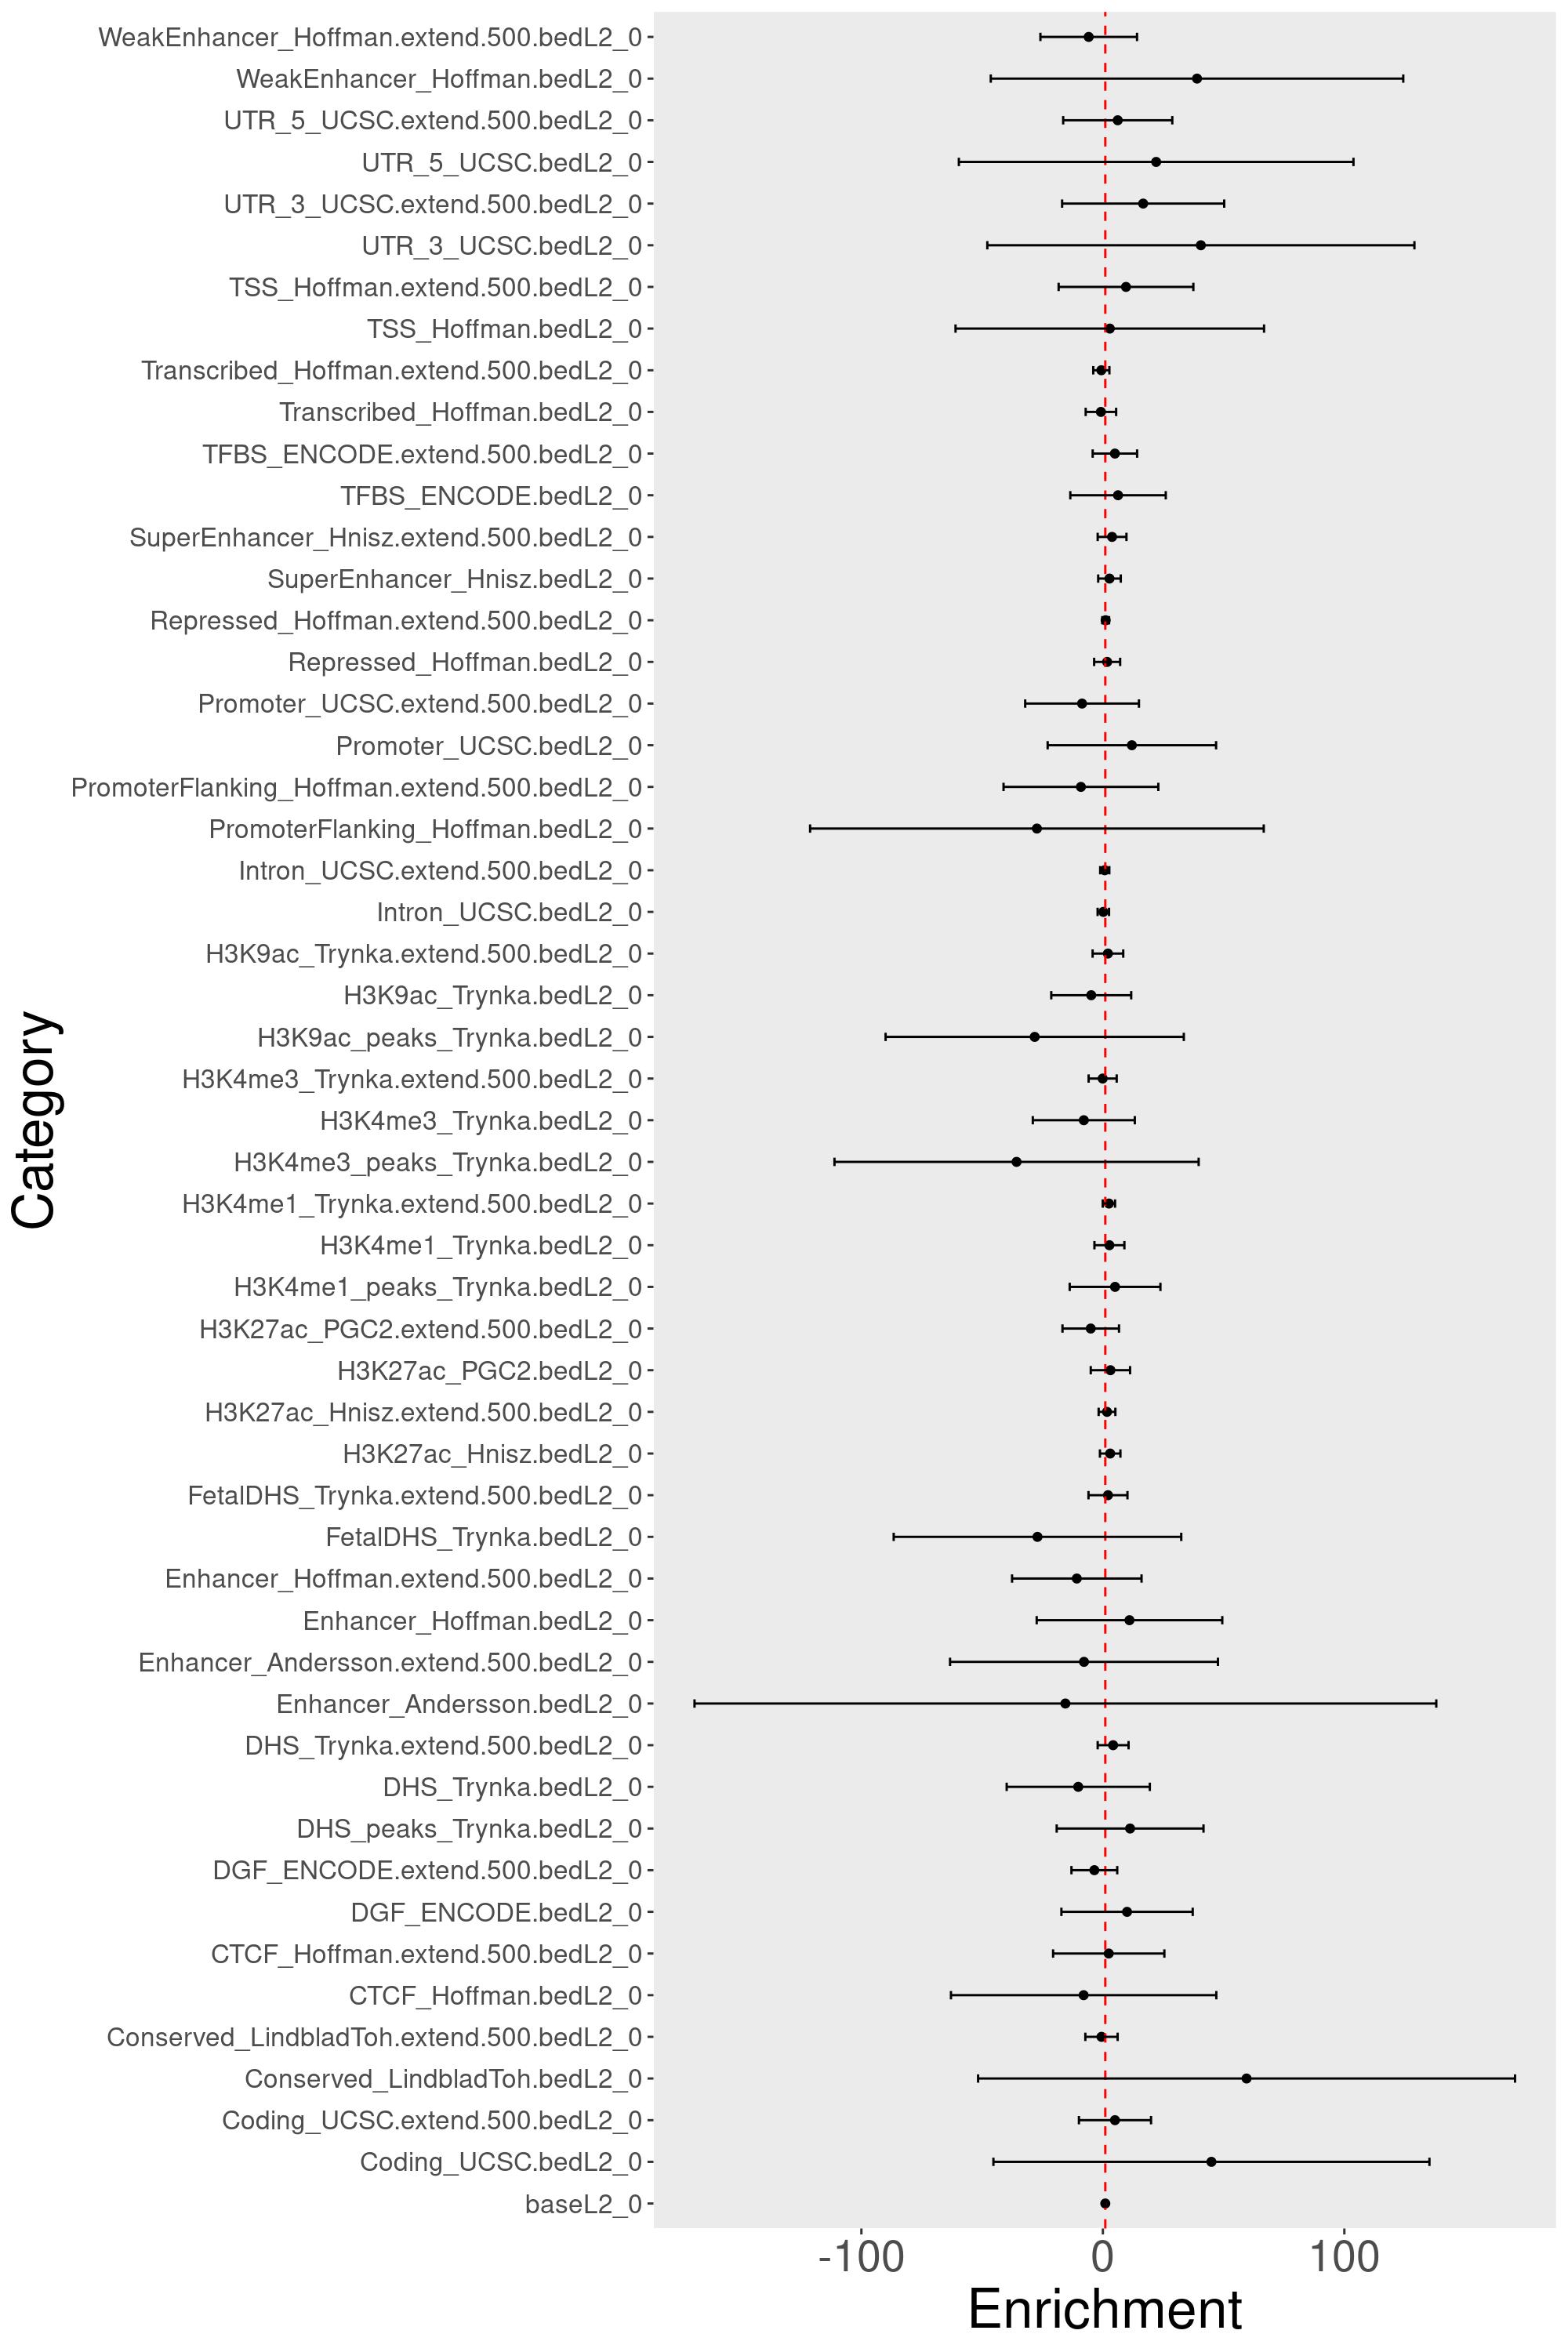 WeakEnhancer_Hoffman.extend.500.bedL2_0
WeakEnhancer_Hoffman.bedL2_0
UTR_5_UCSC.extend.500.bedL2_0
UTR_5_UCSC.bedL2_0
UTR_3_UCSC.extend.500.bedL2_0
UTR_3_UCSC.bedL2_0
TSS_Hoffman.extend.500.bedL2_0
TSS_Hoffman.bedL2_0
Transcribed_Hoffman.extend.500.bedL2_0
Transcribed_Hoffman.bedL2_0
TFBS_ENCODE.extend.500.bedL2_0
TFBS_ENCODE.bedL2_0
SuperEnhancer_Hnisz.extend.500.bedL2_0
SuperEnhancer_Hnisz.bedL2_0
Repressed_Hoffman.extend.500.bedL2_0
Repressed_Hoffman.bedL2_0
Promoter_UCSC.extend.500.bedL2_0
Promoter_UCSC.bedL2_0
PromoterFlanking_Hoffman.extend.500.bedL2_0
PromoterFlanking_Hoffman.bedL2_0
Intron_UCSC.extend.500.bedL2_0
Intron_UCSC.bedL2_0
H3K9ac_Trynka.extend.500.bedL2_0
H3K9ac_Trynka.bedL2_0
H3K9ac_peaks_Trynka.bedL2_0
H3K4me3_Trynka.extend.500.bedL2_0
H3K4me3_Trynka.bedL2_0
H3K4me3_peaks_Trynka.bedL2_0
H3K4me1_Trynka.extend.500.bedL2_0
H3K4me1_Trynka.bedL2_0
H3K4me1_peaks_Trynka.bedL2_0
H3K27ac_PGC2.extend.500.bedL2_0
H3K27ac_PGC2.bedL2_0
H3K27ac_Hnisz.extend.500.bedL2_0
H3K27ac_Hnisz.bedL2_0
FetalDHS_Trynka.extend.500.bedL2_0
FetalDHS_Trynka.bedL2_0
Enhancer_Hoffman.extend.500.bedL2_0
Enhancer_Hoffman.bedL2_0
Enhancer_Andersson.extend.500.bedL2_0
Enhancer_Andersson.bedL2_0
DHS_Trynka.extend.500.bedL2_0
DHS_Trynka.bedL2_0
DHS_peaks_Trynka.bedL2_0
DGF_ENCODE.extend.500.bedL2_0
DGF_ENCODE.bedL2_0
CTCF_Hoffman.extend.500.bedL2_0
CTCF_Hoffman.bedL2_0
Conserved_LindbladToh.extend.500.bedL2_0
Conserved_LindbladToh.bedL2_0
Coding_UCSC.extend.500.bedL2_0
Coding_UCSC.bedL2_0
baseL2_0
Category
-100 0 100
Enrichment